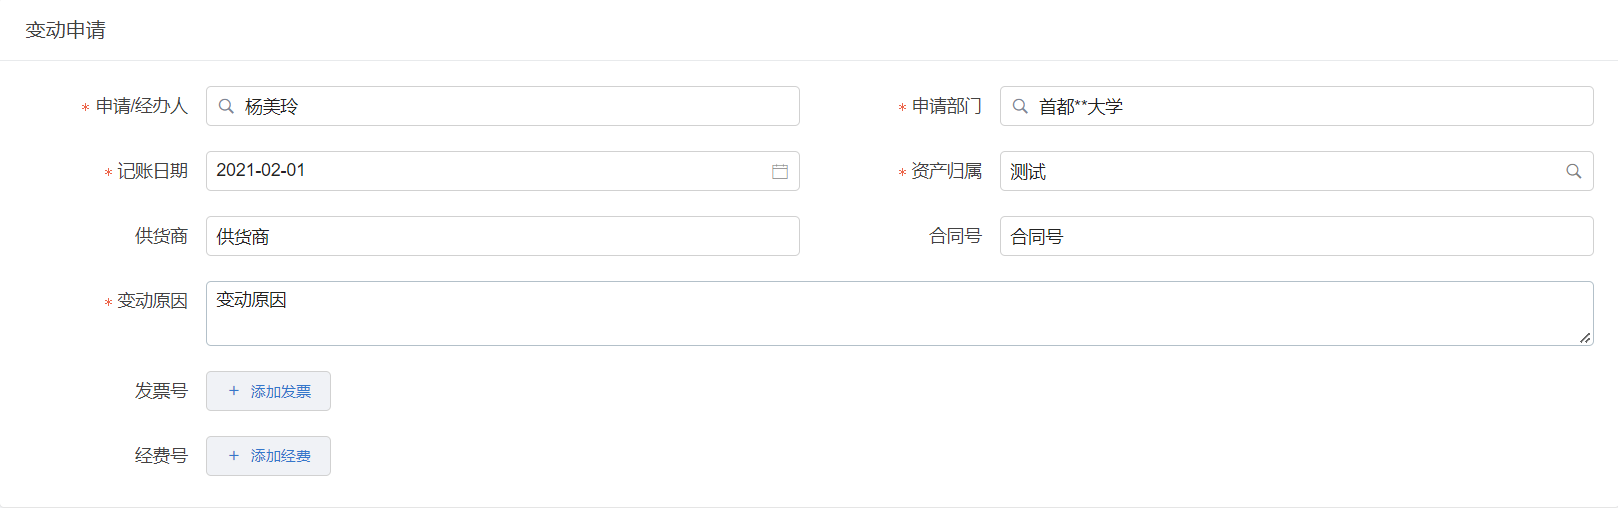 变动申请
* 申请/经办人 杨美玲 * 申请部门 首都**大学
* 记账日期 2021-02-01 * 资产归属 测试
供货商 供货商 合同号 合同号
* 变动原因 变动原因
发票号 + 添加发票
经费号 + 添加经费